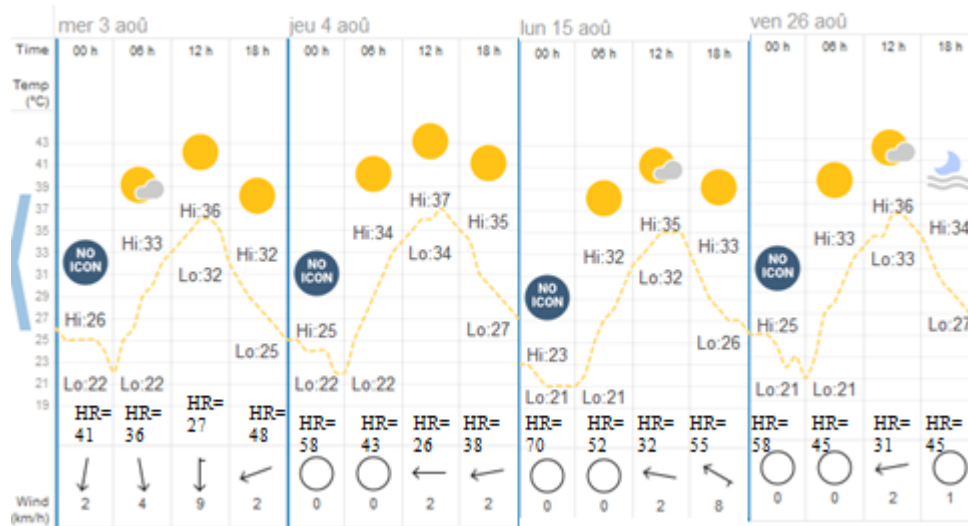 mer 3 aoû jeu 4 aoû lun 15 aoû ven 26 aoû
Time 00 h 06 h 12 h 18 h 00 h 06 h 12 h 18 h 00 h 06 h 12 h 18 h 00 h 06 h 12 h 18 h
Temp
(°C)
43
41
39
37
35
33
31
29
27
25
23
21
19
NO ICON Hi:26 Lo:22
Hi:33 Lo:22
Hi:36 Lo:32
Hi:32 Lo:25
NO ICON Hi:25 Lo:22
Hi:34 Lo:22
Hi:37 Lo:34
Hi:35 Lo:27
NO ICON Hi:23 Lo:21
Hi:32 Lo:21
Hi:35 Lo:32
Hi:33 Lo:26
NO ICON Hi:25 Lo:21
Hi:33 Lo:21
Hi:36 Lo:33
Hi:34 Lo:27
HR= HR= HR= HR= HR= HR= HR= HR= HR= HR= HR= HR= HR= HR= HR= HR=
41 36 27 48 58 43 26 38 70 52 32 55 58 45 31 45
Wind 2 4 9 2 0 0 2 2 0 0 2 8 0 0 2 1
(km/h)